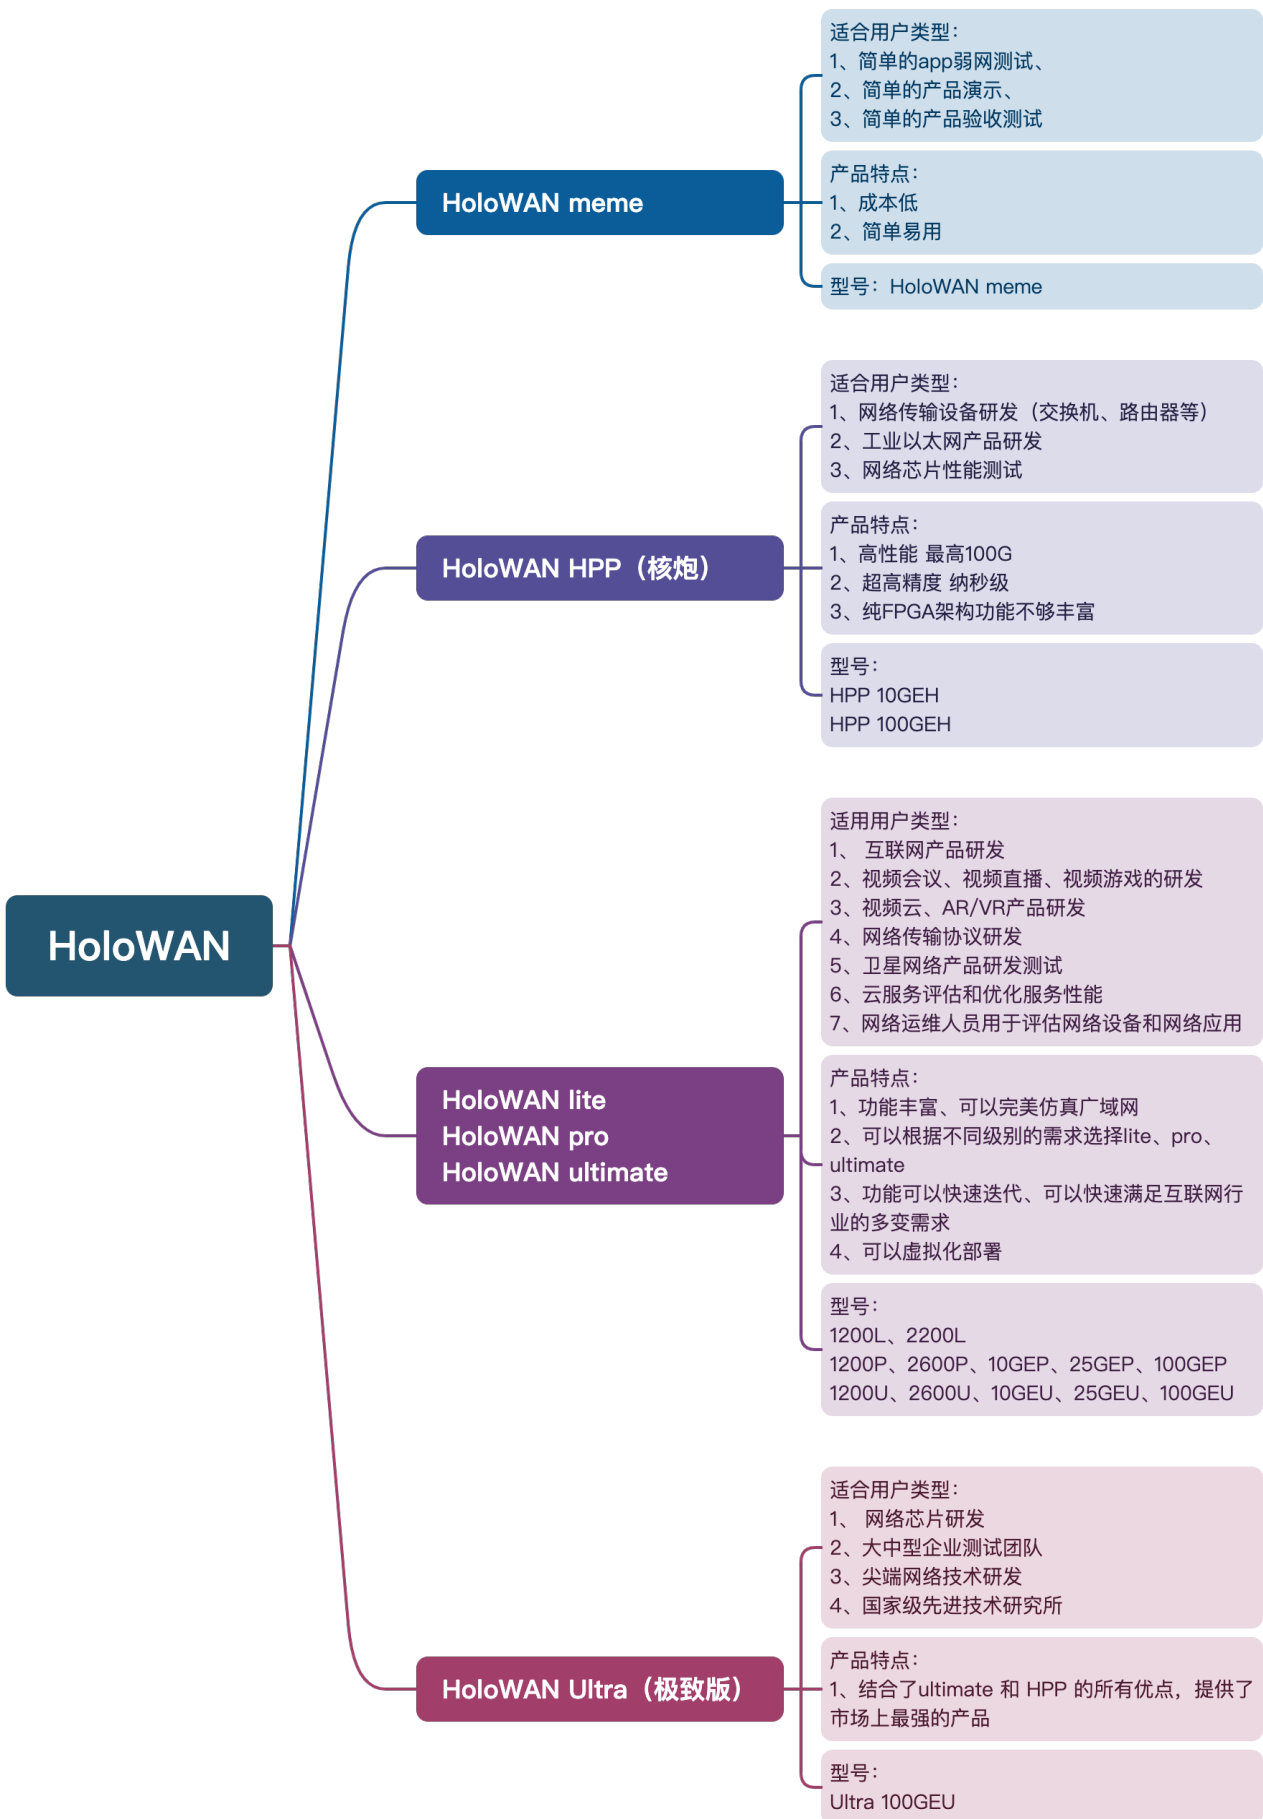 HoloWAN
HoloWAN meme
适合用户类型：
1、简单的app弱网测试、
2、简单的产品演示、
3、简单的产品验收测试
产品特点：
1、成本低
2、简单易用
型号：HoloWAN meme
HoloWAN HPP（核炮）
适合用户类型：
1、网络传输设备研发（交换机、路由器等）
2、工业以太网产品研发
3、网络芯片性能测试
产品特点：
1、高性能 最高100G
2、超高精度 纳秒级
3、纯FPGA架构功能不够丰富
型号：
HPP 10GEH
HPP 100GEH
HoloWAN lite
HoloWAN pro
HoloWAN ultimate
适用用户类型：
1、 互联网产品研发
2、视频会议、视频直播、视频游戏的研发
3、视频云、AR/VR产品研发
4、网络传输协议研发
5、卫星网络产品研发测试
6、云服务评估和优化服务性能
7、网络运维人员用于评估网络设备和网络应用
产品特点：
1、功能丰富、可以完美仿真广域网
2、可以根据不同级别的需求选择lite、pro、
ultimate
3、功能可以快速迭代、可以快速满足互联网行
业的多变需求
4、可以虚拟化部署
型号：
1200L、2200L
1200P、2600P、10GEP、25GEP、100GEP
1200U、2600U、10GEU、25GEU、100GEU
HoloWAN Ultra（极致版）
适合用户类型：
1、 网络芯片研发
2、大中型企业测试团队
3、尖端网络技术研发
4、国家级先进技术研究所
产品特点：
1、结合了ultimate 和 HPP 的所有优点，提供了
市场上最强的产品
型号：
Ultra 100GEU